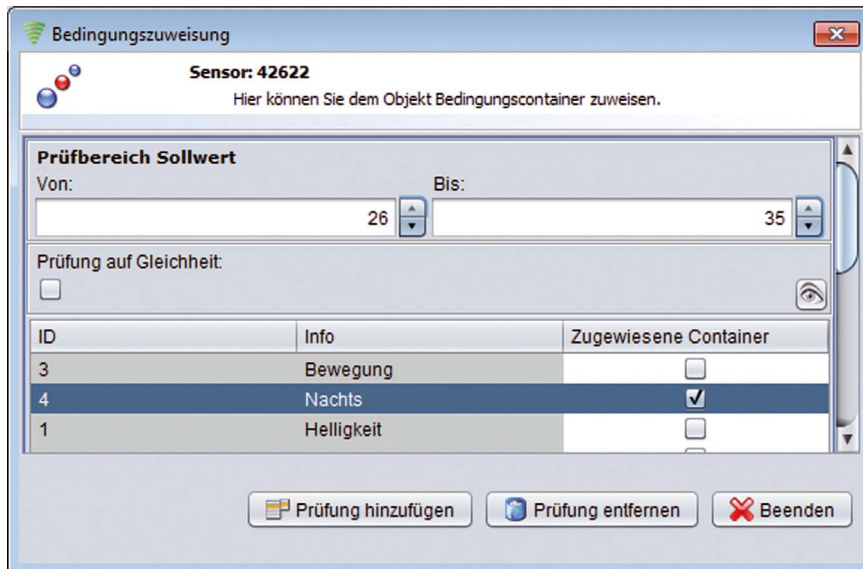 Bedingungszuweisung
Sensor: 42622
Hier können Sie dem Objekt Bedingungscontainer zuweisen.
Prüfbereich Sollwert
Von: Bis:
26 35
Prüfung auf Gleichheit:
ID Info Zugewiesene Container
3 Bewegung
4 Nachts
1 Helligkeit
Prüfung hinzufügen Prüfung entfernen Beenden